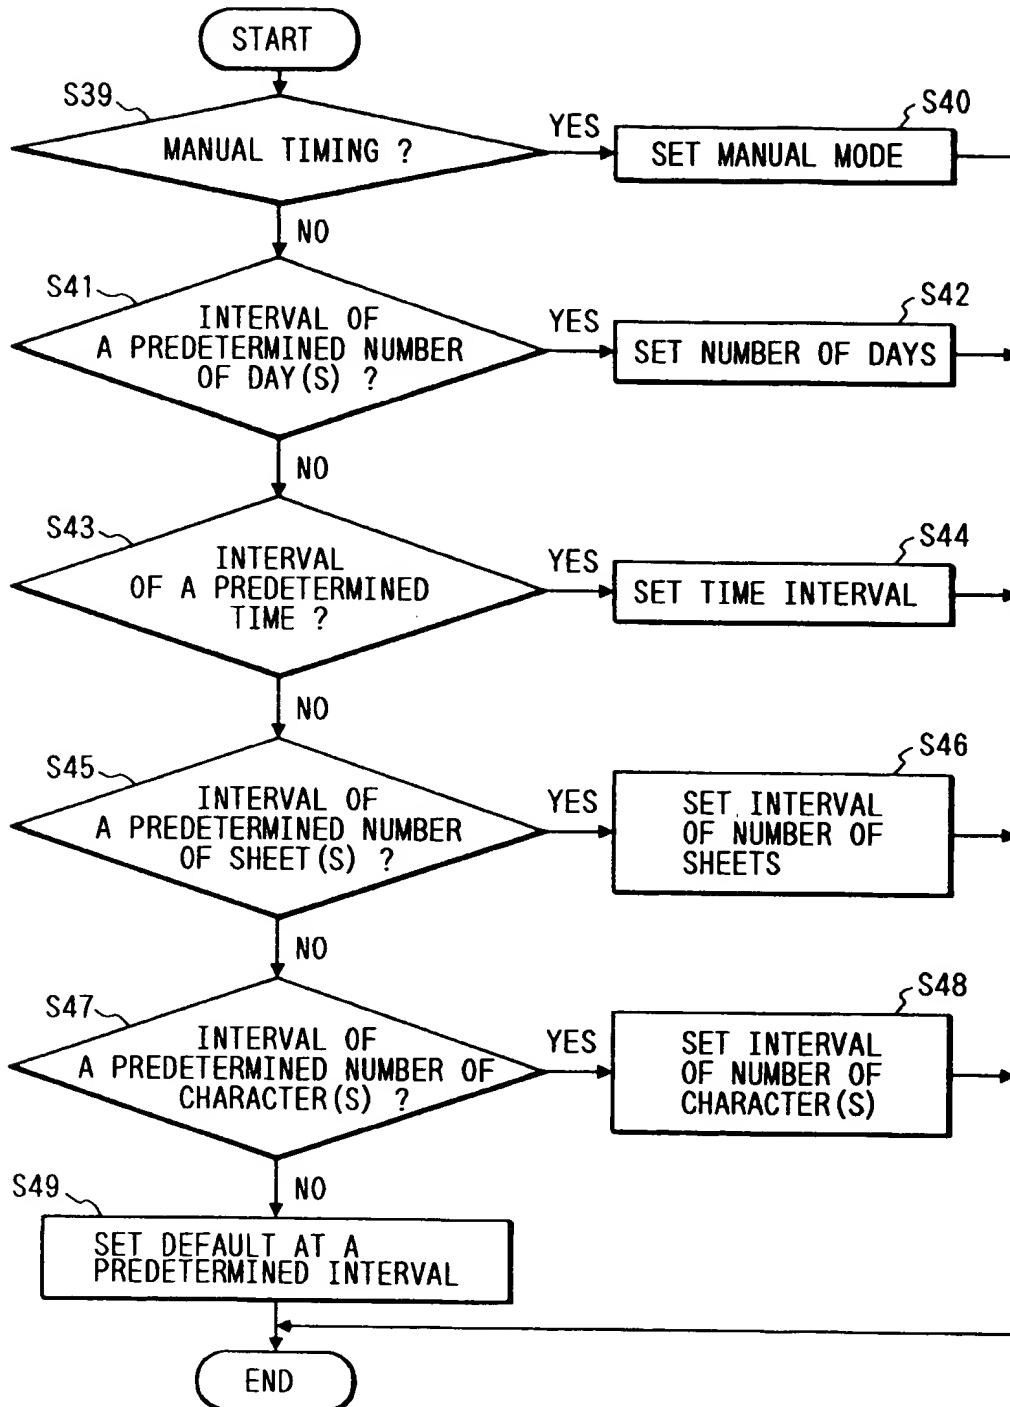 START
S39
MANUAL TIMING ?
YES
S40
SET MANUAL MODE
NO
S41
INTERVAL OF
A PREDETERMINED NUMBER
OF DAY(S) ?
YES
S42
SET NUMBER OF DAYS
NO
S43
INTERVAL
OF A PREDETERMINED
TIME ?
YES
S44
SET TIME INTERVAL
NO
S45
INTERVAL OF
A PREDETERMINED NUMBER
OF SHEET(S) ?
YES
S46
SET INTERVAL
OF NUMBER OF
SHEETS
NO
S47
INTERVAL OF
A PREDETERMINED NUMBER OF
CHARACTER(S) ?
YES
S48
SET INTERVAL
OF NUMBER OF
CHARACTER(S)
NO
S49
SET DEFAULT AT A
PREDETERMINED INTERVAL
END